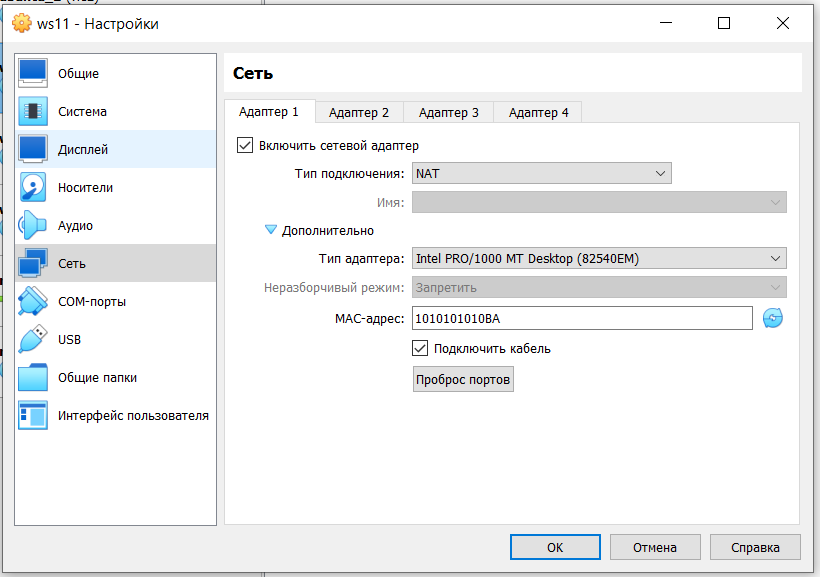 ws11 - Настройки
Общие
Система
Дисплей
Носители
Аудио
Сеть
COM-порты
USB
Общие папки
Интерфейс пользователя
Сеть
Адаптер 1 Адаптер 2 Адаптер 3 Адаптер 4
Включить сетевой адаптер
Тип подключения: NAT
Имя:
Дополнительно
Тип адаптера: Intel PRO/1000 MT Desktop (82540EM)
Неразборчивый режим: Запретить
MAC-адрес: 1010101010BA
Подключить кабель
Проброс портов
OK Отмена Справка